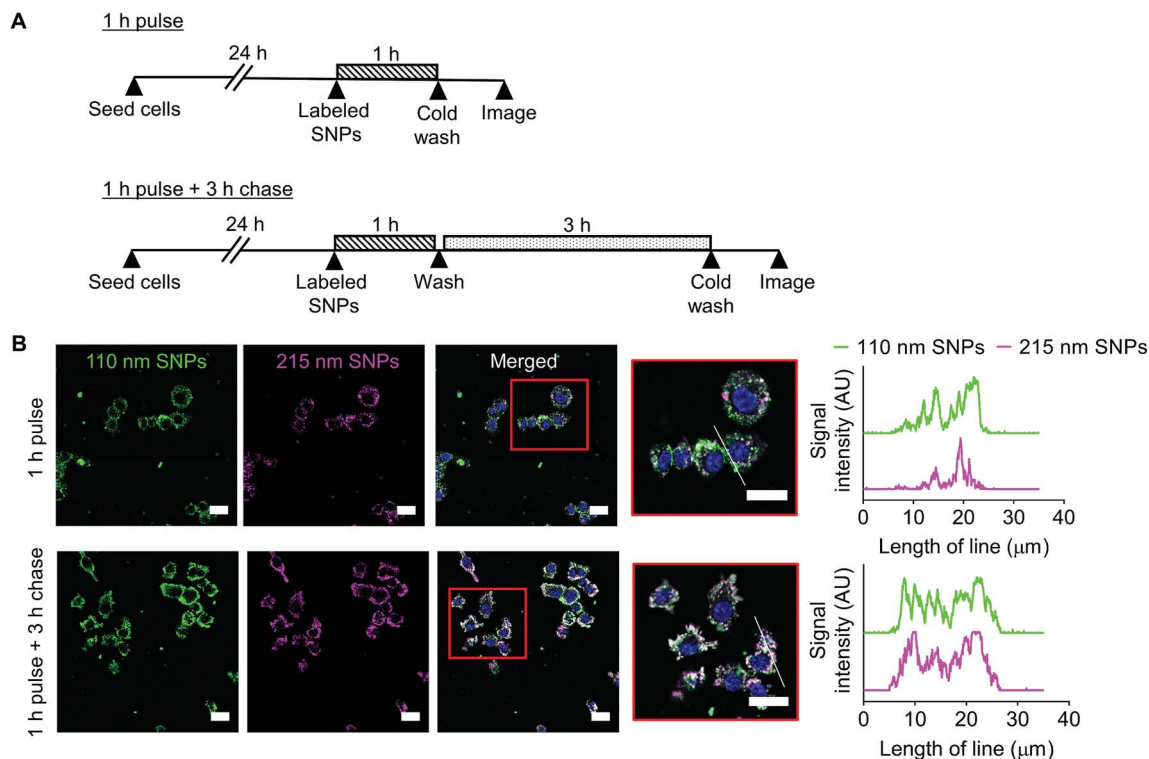 A
1 h pulse
24 h
1 h
Seed cells
Labeled
SNPs
Cold
wash
Image
1 h pulse + 3 h chase
24 h
1 h
3 h
Seed cells
Labeled
SNPs
Wash
Cold
wash
Image
B
110 nm SNPs
215 nm SNPs
Merged
1 h pulse
110 nm SNPs
215 nm SNPs
Signal
intensity (AU)
0 10 20 30 40
Length of line (μm)
1 h pulse + 3 h chase
Signal
intensity (AU)
0 10 20 30 40
Length of line (μm)